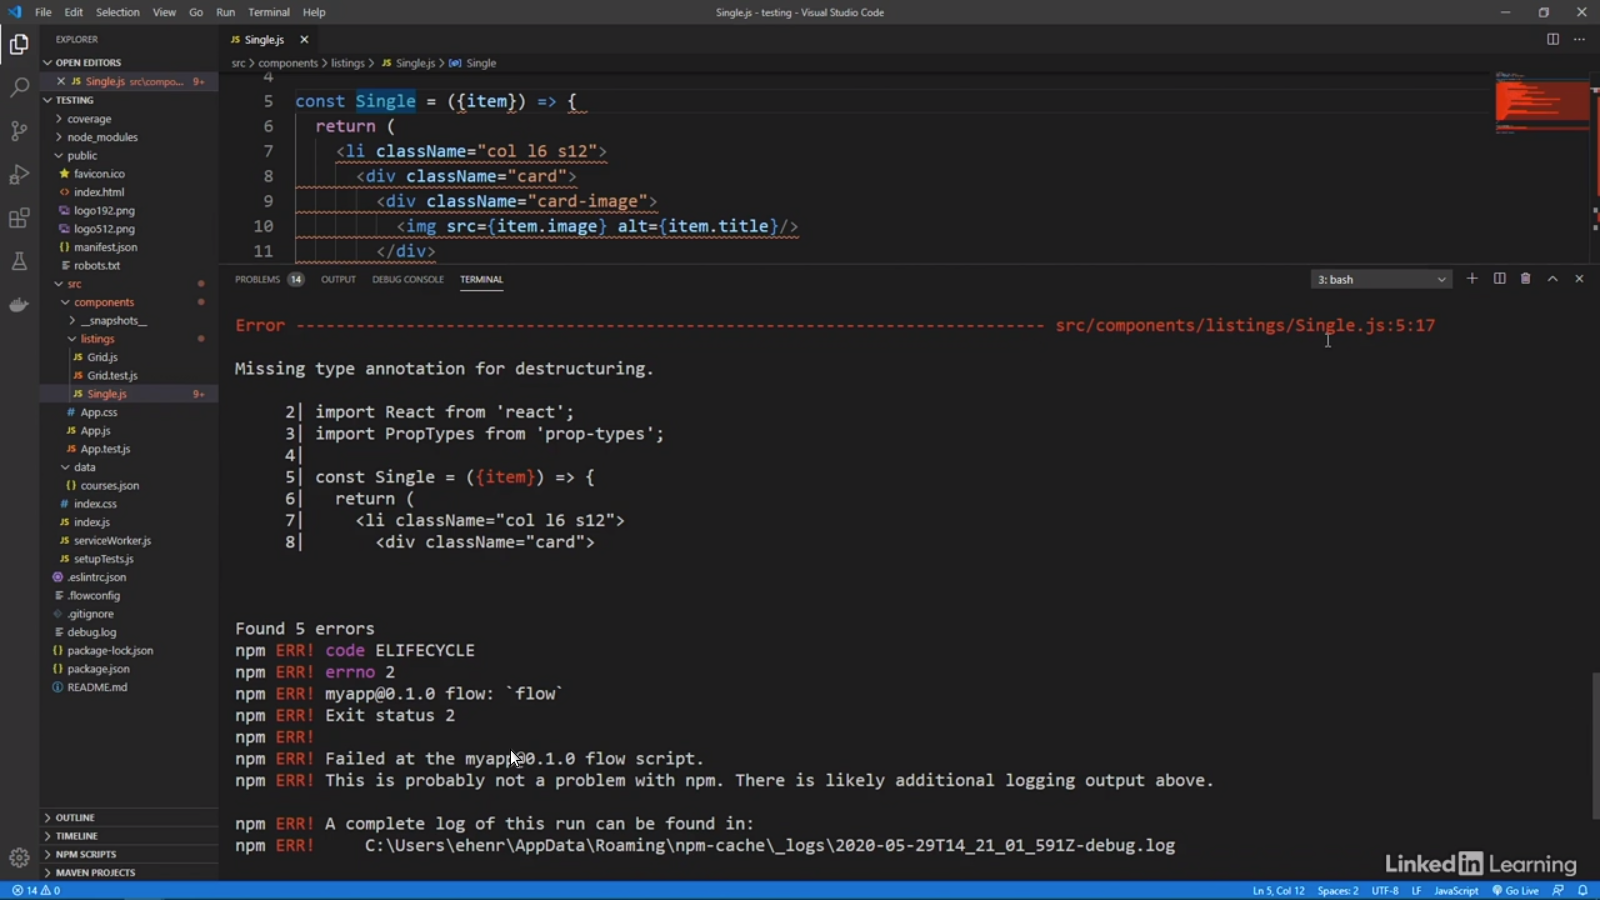 File Edit Selection View Go Run Terminal Help
Single.js - testing - Visual Studio Code
EXPLORER
OPEN EDITORS
JS Single.js src\compo... 9+
TESTING
coverage
node_modules
public
favicon.ico
index.html
logo192.png
logo512.png
manifest.json
robots.txt
src
components
__snapshots__
listings
JS Grid.js
JS Grid.test.js
JS Single.js 9+
# App.css
JS App.js
JS App.test.js
data
{} courses.json
# index.css
JS index.js
JS serviceWorker.js
JS setupTests.js
.eslintrc.json
.flowconfig
.gitignore
debug.log
{} package-lock.json
{} package.json
README.md
OUTLINE
TIMELINE
NPM SCRIPTS
MAVEN PROJECTS
JS Single.js
src > components > listings > JS Single.js > Single
4
5 const Single = ({item}) => {
6 return (
7 <li className="col l6 s12">
8 <div className="card">
9 <div className="card-image">
10 <img src={item.image} alt={item.title}/>
11 </div>
PROBLEMS 14 OUTPUT DEBUG CONSOLE TERMINAL
3: bash
Error --------------------------------------------------------------------------- src/components/listings/Single.js:5:17
Missing type annotation for destructuring.
2| import React from 'react';
3| import PropTypes from 'prop-types';
4|
5| const Single = ({item}) => {
6| return (
7| <li className="col l6 s12">
8| <div className="card">
Found 5 errors
npm ERR! code ELIFECYCLE
npm ERR! errno 2
npm ERR! myapp@0.1.0 flow: `flow`
npm ERR! Exit status 2
npm ERR!
npm ERR! Failed at the myapp@0.1.0 flow script.
npm ERR! This is probably not a problem with npm. There is likely additional logging output above.
npm ERR! A complete log of this run can be found in:
npm ERR! C:\Users\ehenr\AppData\Roaming\npm-cache\_logs\2020-05-29T14_21_01_591Z-debug.log
LinkedIn Learning
14 0
Ln 5, Col 12 Spaces: 2 UTF-8 LF JavaScript Go Live